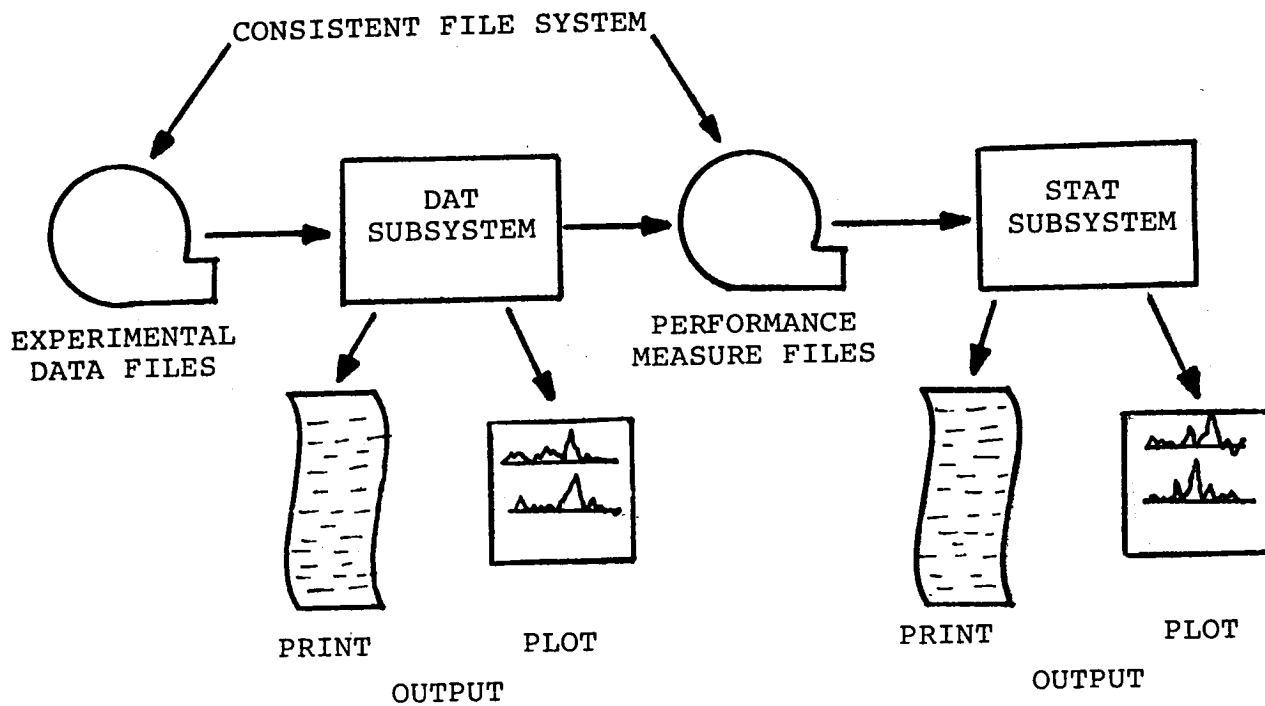 CONSISTENT FILE SYSTEM
DAT
SUBSYSTEM
STAT
SUBSYSTEM
EXPERIMENTAL
DATA FILES
PERFORMANCE
MEASURE FILES
PRINT
PLOT
OUTPUT
PRINT
PLOT
OUTPUT